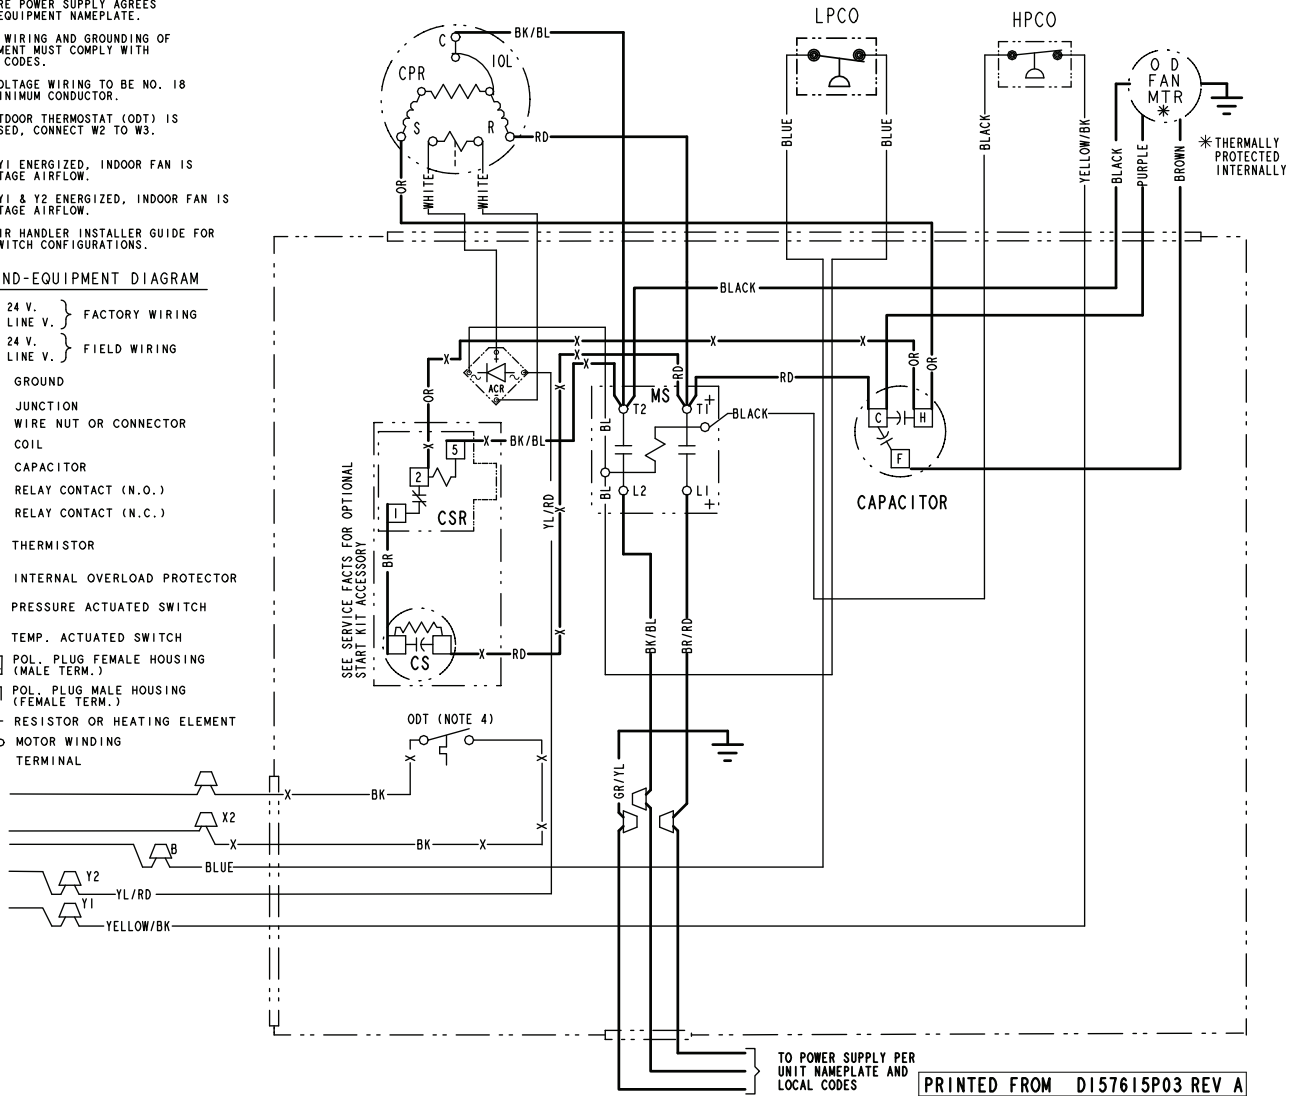 RE POWER SUPPLY AGREES
EQUIPMENT NAMEPLATE.
WIRING AND GROUNDING OF
MENT MUST COMPLY WITH
CODES.
OLTAGE WIRING TO BE NO. 18
INIMUM CONDUCTOR.
TDOOR THERMOSTAT (ODT) IS
SED, CONNECT W2 TO W3.
Y1 ENERGIZED, INDOOR FAN IS
TAGE AIRFLOW.
Y1 & Y2 ENERGIZED, INDOOR FAN IS
TAGE AIRFLOW.
IR HANDLER INSTALLER GUIDE FOR
WITCH CONFIGURATIONS.
ND-EQUIPMENT DIAGRAM
24 V.
LINE V.
FACTORY WIRING
24 V.
LINE V.
FIELD WIRING
GROUND
JUNCTION
WIRE NUT OR CONNECTOR
COIL
CAPACITOR
RELAY CONTACT (N.O.)
RELAY CONTACT (N.C.)
THERMISTOR
INTERNAL OVERLOAD PROTECTOR
PRESSURE ACTUATED SWITCH
TEMP. ACTUATED SWITCH
POL. PLUG FEMALE HOUSING
(MALE TERM.)
POL. PLUG MALE HOUSING
(FEMALE TERM.)
RESISTOR OR HEATING ELEMENT
MOTOR WINDING
TERMINAL
C
BK/BL
IOL
CPR
S
R
RD
OR
WHITE
WHITE
LPCO
BLUE
BLUE
HPCO
BLACK
YELLOW/BK
O D
FAN
MTR
*
BLACK
PURPLE
BROWN
* THERMALLY
PROTECTED
INTERNALLY
BLACK
X
X
X
X
X
X
X
X
OR
OR
OR
RD
RD
ACR
+
~
~
-
MS
T2
T1
+
BL
BL
BLACK
L2
L1
+
C
H
F
CAPACITOR
X
X
BK/BL
5
2
1
CSR
BR
YL/RD
X
X
SEE SERVICE FACTS FOR OPTIONAL
START KIT ACCESSORY
CS
X
RD
BK/BL
BR/RD
ODT (NOTE 4)
X
X
X
GR/YL
X
BK
X2
X
BK
X
B
BLUE
Y2
YL/RD
Y1
YELLOW/BK
TO POWER SUPPLY PER
UNIT NAMEPLATE AND
LOCAL CODES
PRINTED FROM D157615P03 REV A